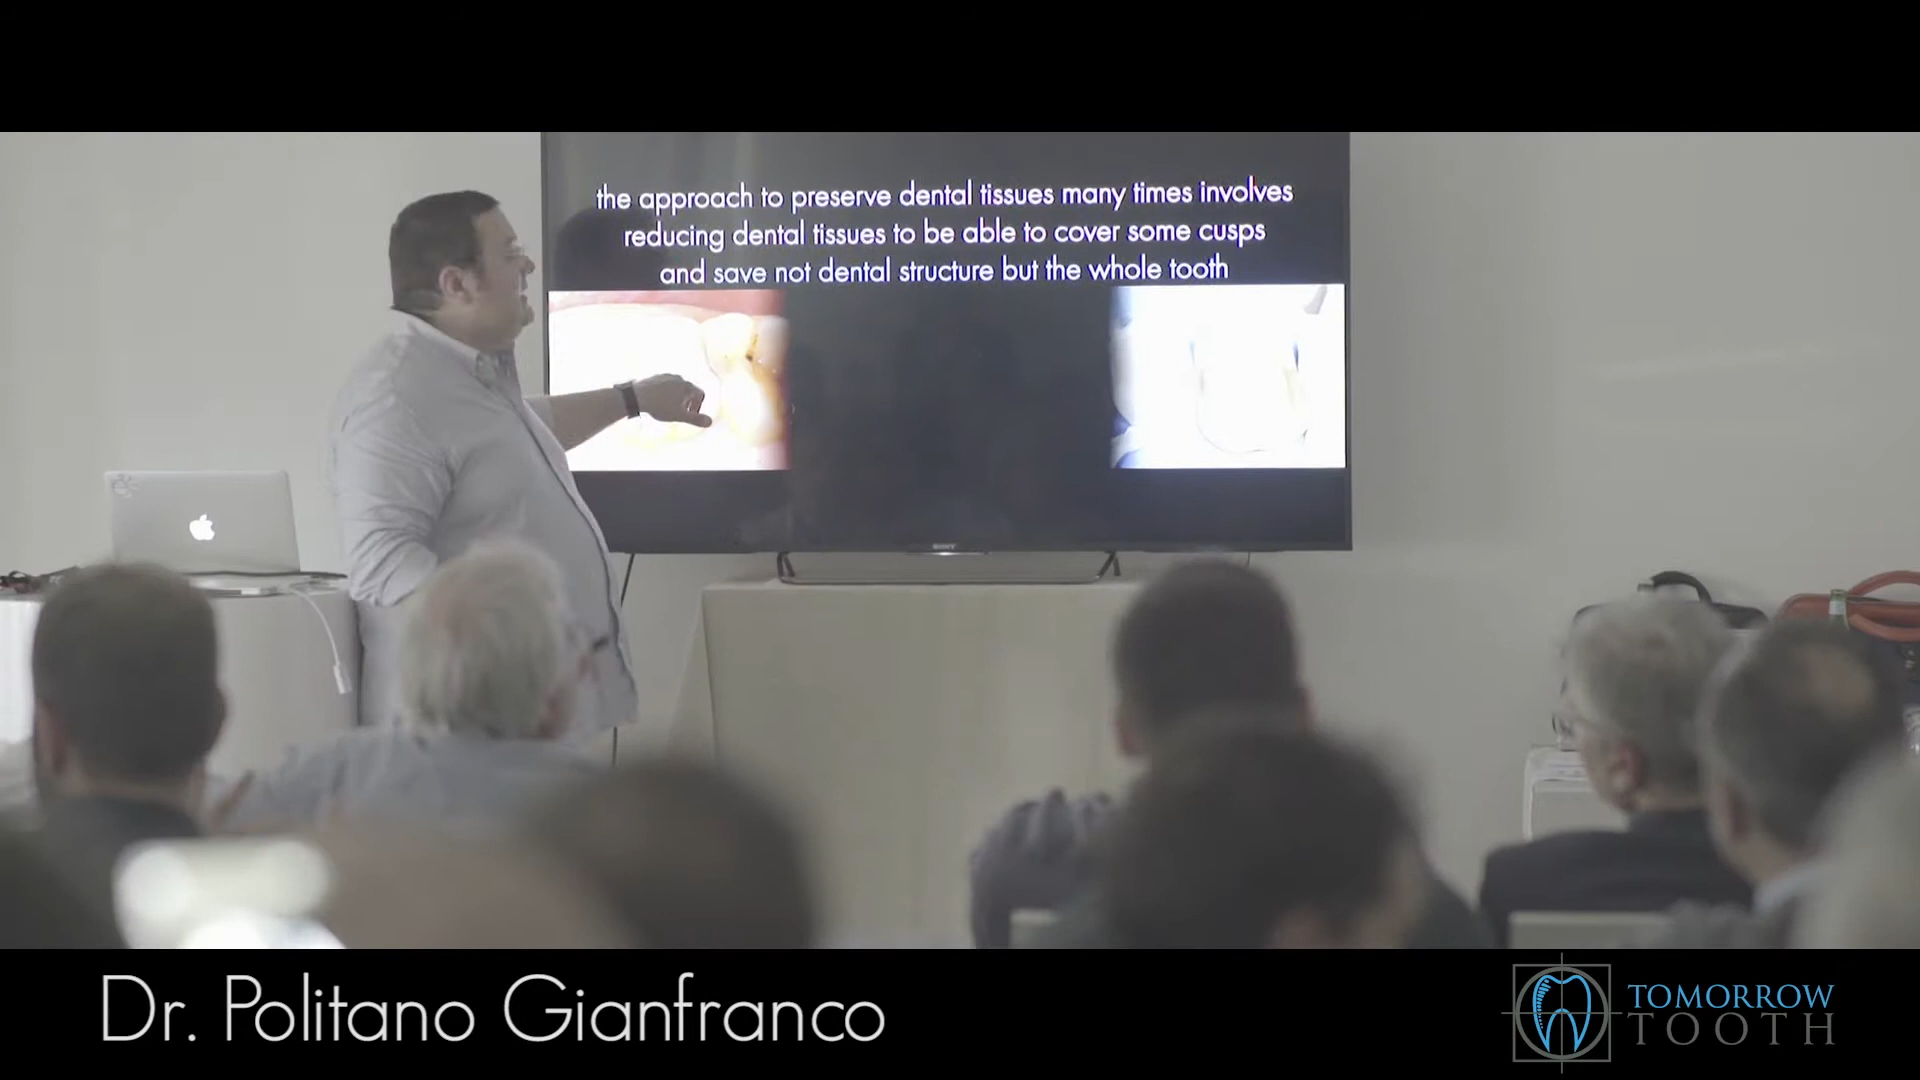 the approach to preserve dental tissues many times involves
reducing dental tissues to be able to cover some cusps
and save not dental structure but the whole tooth
SONY
Dr. Politano Gianfranco
TOMORROW
TOOTH